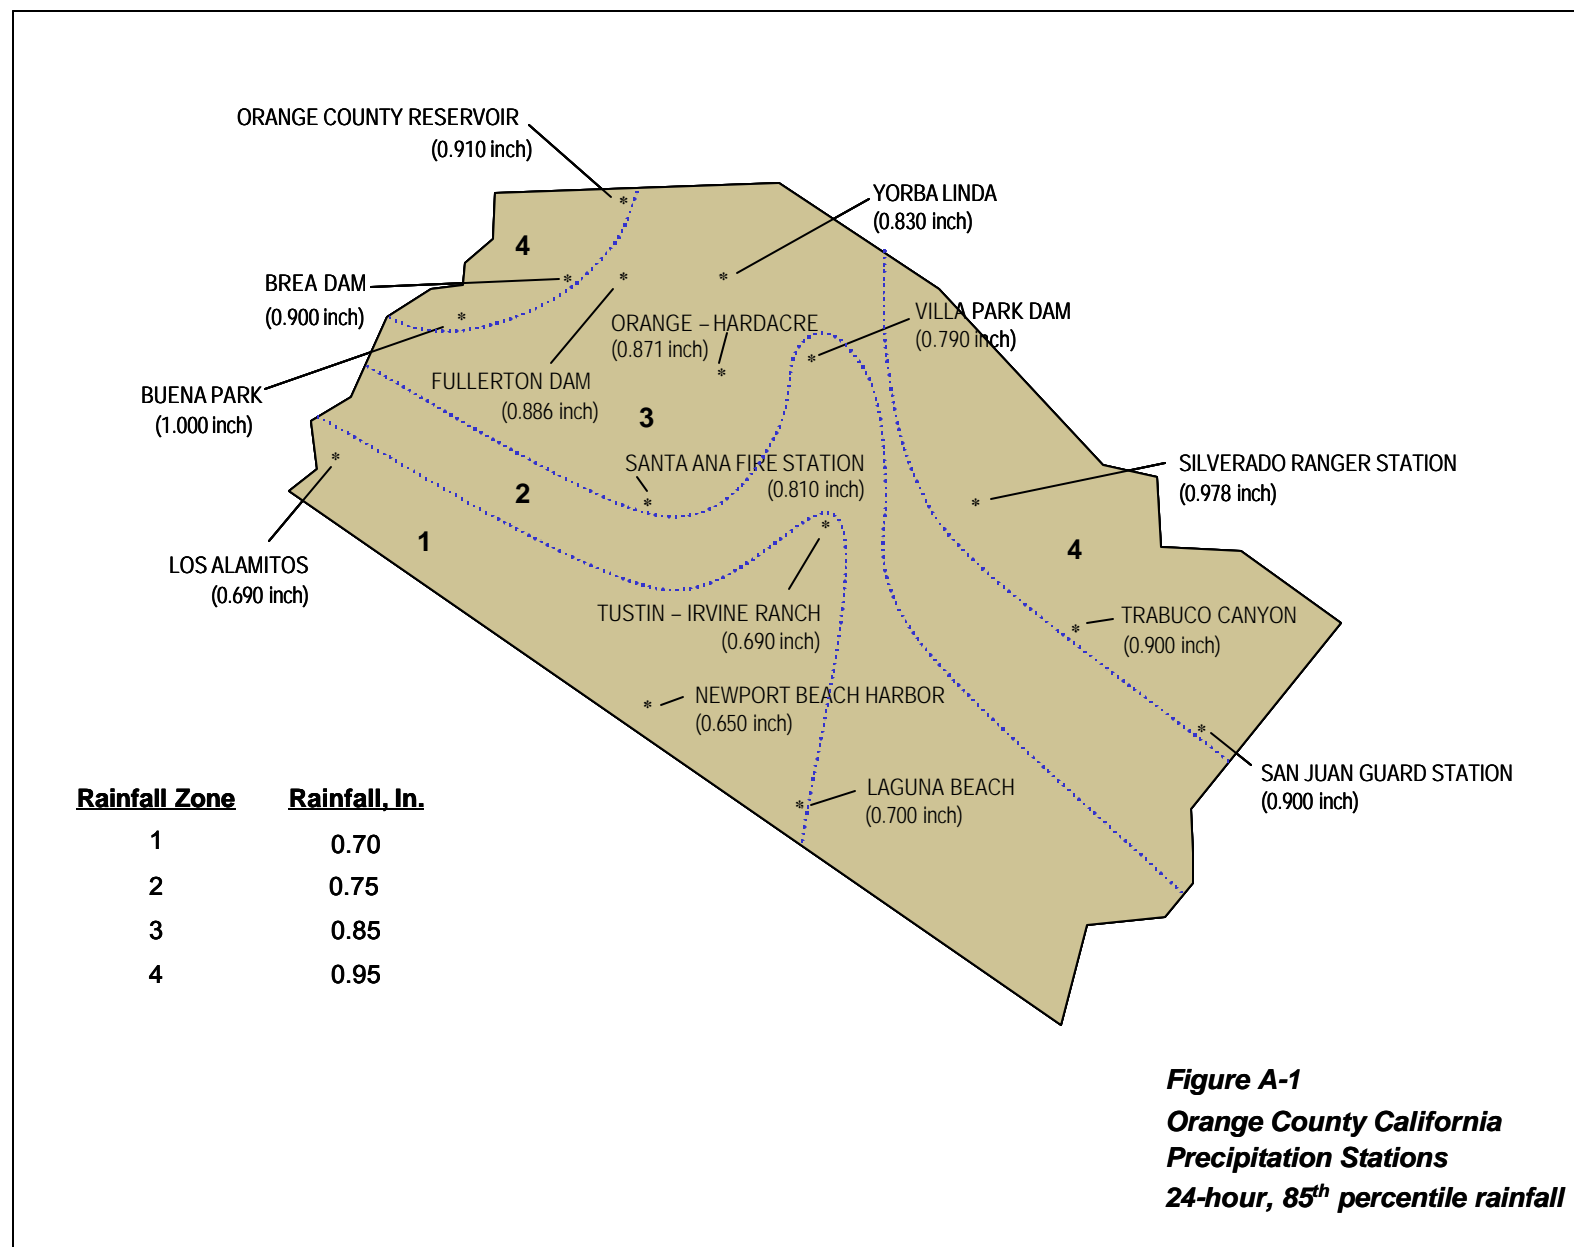 ORANGE COUNTY RESERVOIR
(0.910 inch)
YORBA LINDA
(0.830 inch)
4
BREA DAM
(0.900 inch)
VILLA PARK DAM
(0.790 inch)
ORANGE – HARDACRE
(0.871 inch)
FULLERTON DAM
(0.886 inch)
BUENA PARK
(1.000 inch)
3
SANTA ANA FIRE STATION
(0.810 inch)
SILVERADO RANGER STATION
(0.978 inch)
2
1
4
LOS ALAMITOS
(0.690 inch)
TUSTIN – IRVINE RANCH
(0.690 inch)
TRABUCO CANYON
(0.900 inch)
NEWPORT BEACH HARBOR
(0.650 inch)
SAN JUAN GUARD STATION
(0.900 inch)
LAGUNA BEACH
(0.700 inch)
Rainfall Zone Rainfall, In.
1 0.70
2 0.75
3 0.85
4 0.95
Figure A-1
Orange County California
Precipitation Stations
24-hour, 85th percentile rainfall